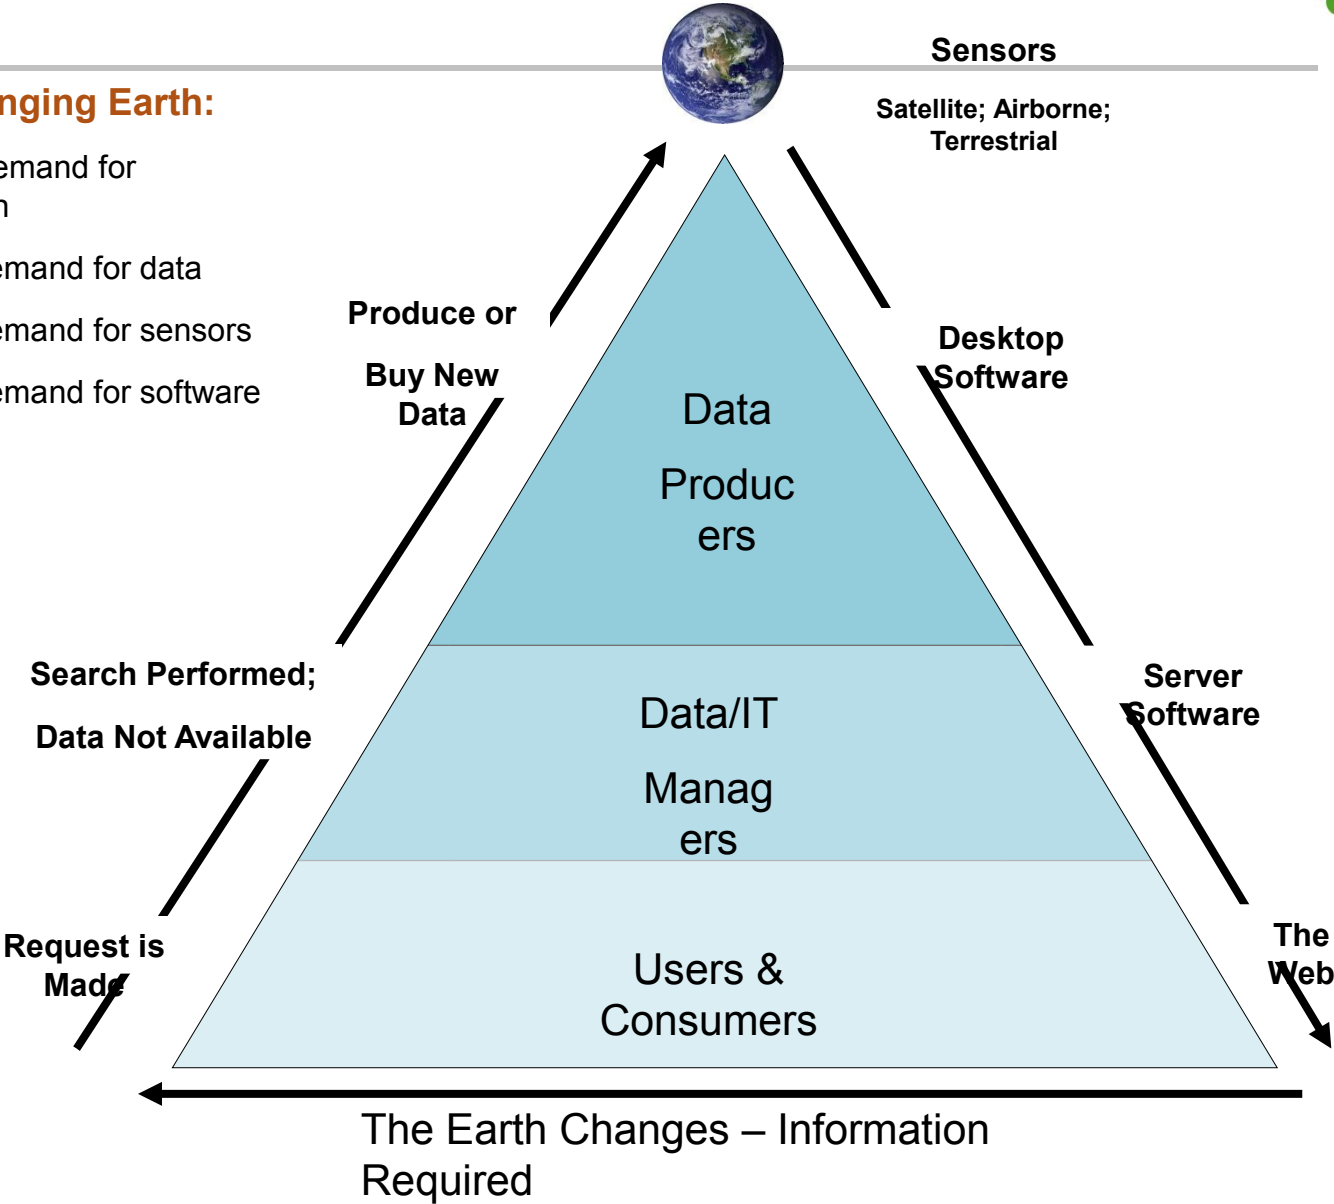 Sensors
Satellite; Airborne;
Terrestrial
nging Earth:
emand for
n
emand for data
emand for sensors
emand for software
Produce or
Buy New
Data
Desktop
Software
Data
Produc
ers
Search Performed;
Data Not Available
Server
Software
Data/IT
Manag
ers
Request is
Made
The
Web
Users &
Consumers
The Earth Changes – Information
Required